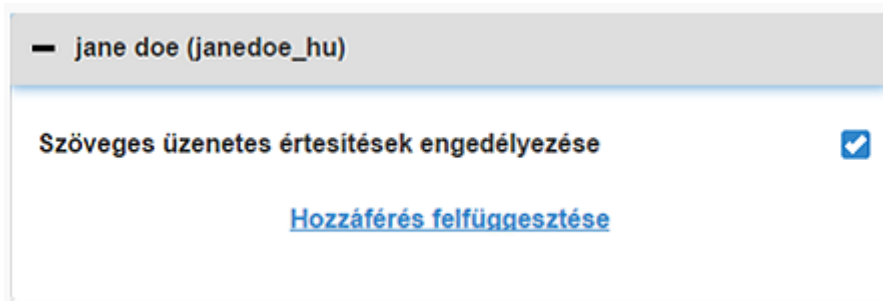 jane doe (janedoe_hu)
Szöveges üzenetes értesítések engedélyezése
Hozzáférés felfüggesztése